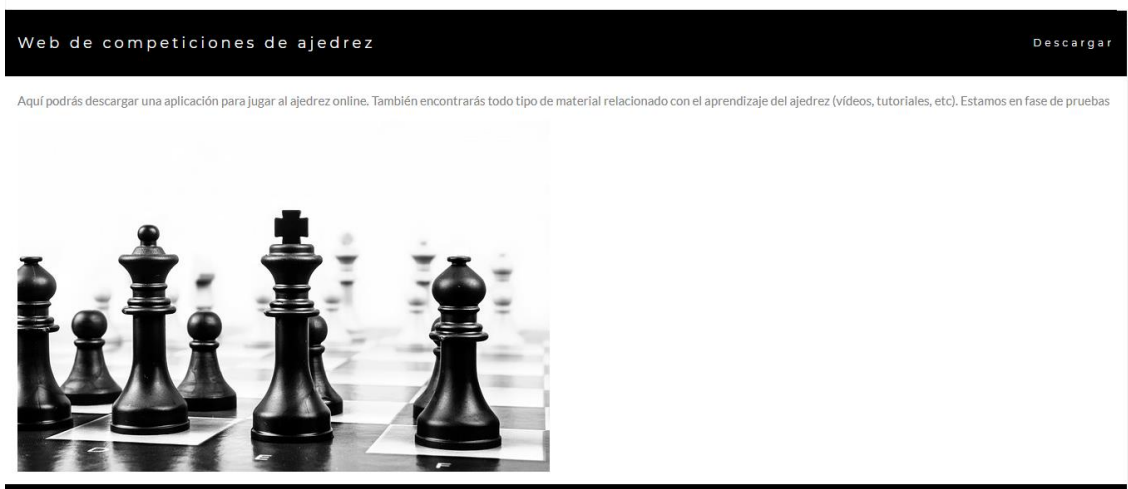 Web de competiciones de ajedrez
Descargar
Aquí podrás descargar una aplicación para jugar al ajedrez online. También encontrarás todo tipo de material relacionado con el aprendizaje del ajedrez (vídeos, tutoriales, etc). Estamos en fase de pruebas
D
E
F